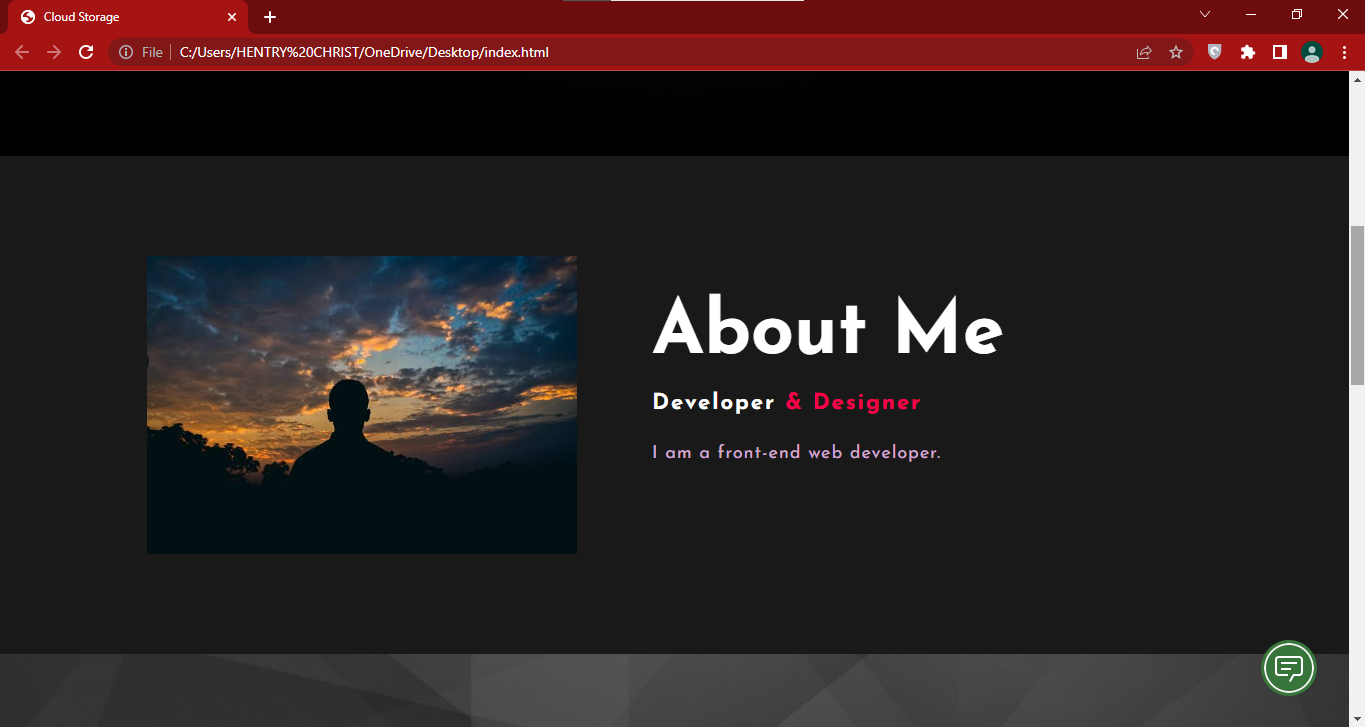 Cloud Storage
File C:/Users/HENTRY%20CHRIST/OneDrive/Desktop/index.html
About Me
Developer & Designer
I am a front-end web developer.